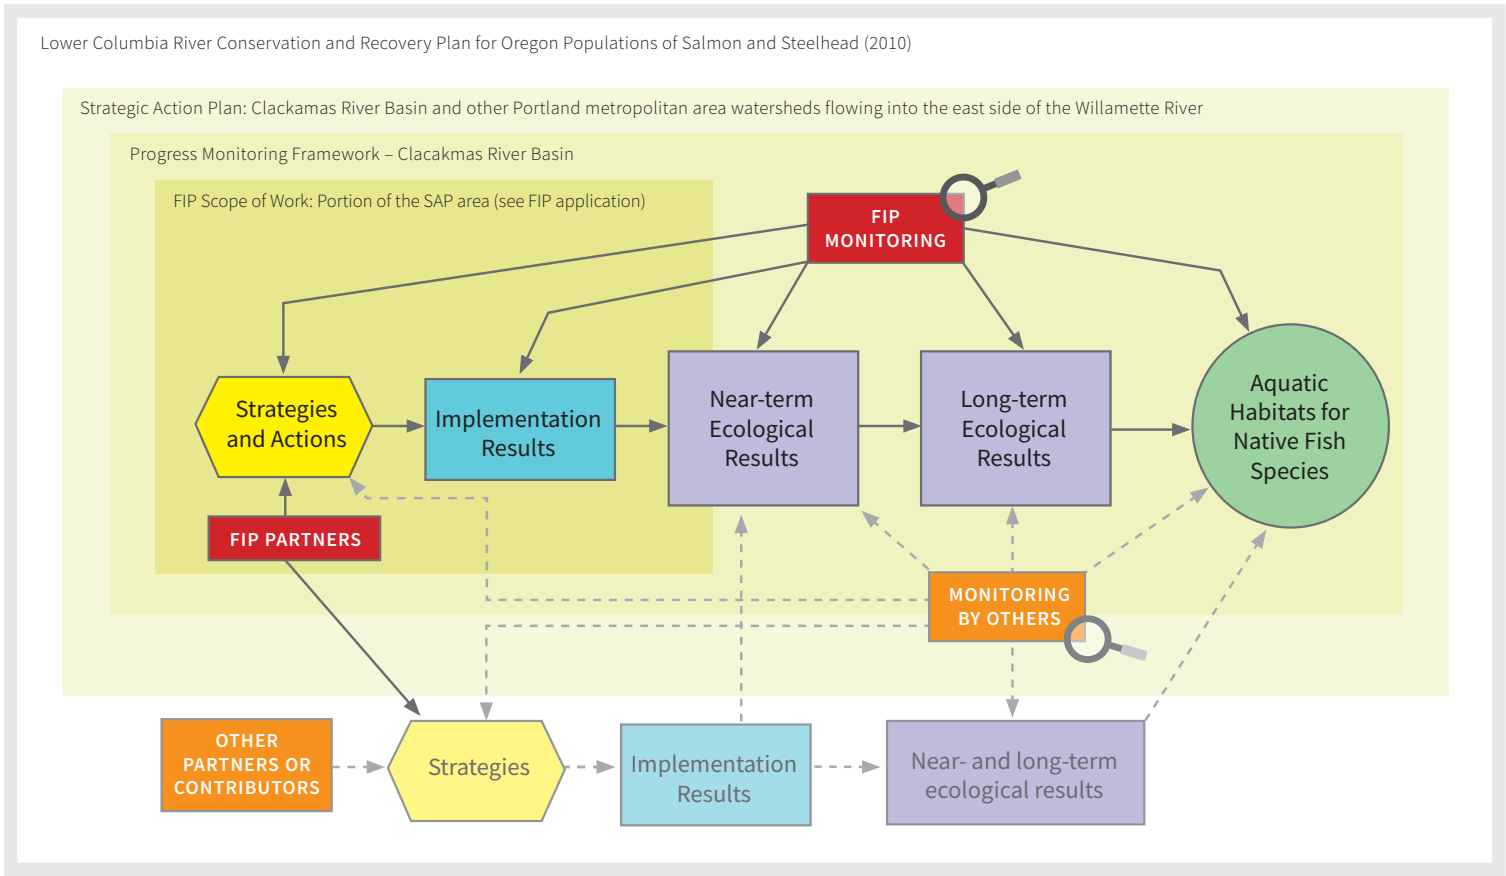 Lower Columbia River Conservation and Recovery Plan for Oregon Populations of Salmon and Steelhead (2010)
Strategic Action Plan: Clackamas River Basin and other Portland metropolitan area watersheds flowing into the east side of the Willamette River
Progress Monitoring Framework – Clacakmas River Basin
FIP Scope of Work: Portion of the SAP area (see FIP application)
FIP
MONITORING
Strategies
and Actions
Implementation
Results
Near-term
Ecological
Results
Long-term
Ecological
Results
Aquatic
Habitats for
Native Fish
Species
FIP PARTNERS
MONITORING
BY OTHERS
OTHER
PARTNERS OR
CONTRIBUTORS
Strategies
Implementation
Results
Near- and long-term
ecological results